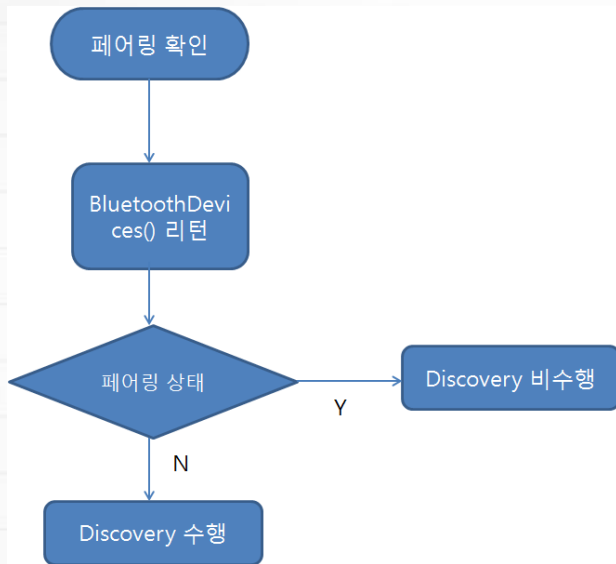 페어링 확인
BluetoothDevi
ces() 리턴
페어링 상태
Discovery 비수행
Y
N
Discovery 수행